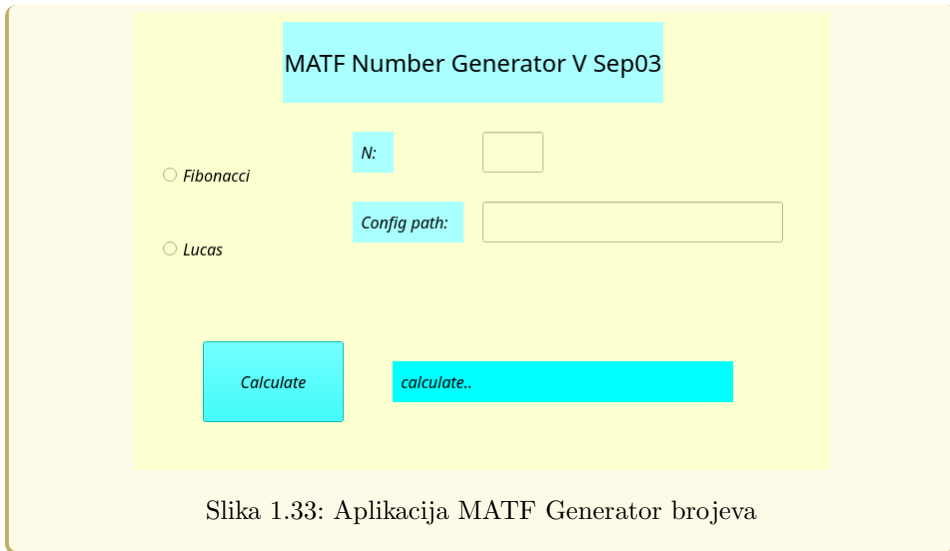 MATF Number Generator V Sep03
N:
Fibonacci
Config path:
Lucas
Calculate
calculate..
Slika 1.33: Aplikacija MATF Generator brojeva